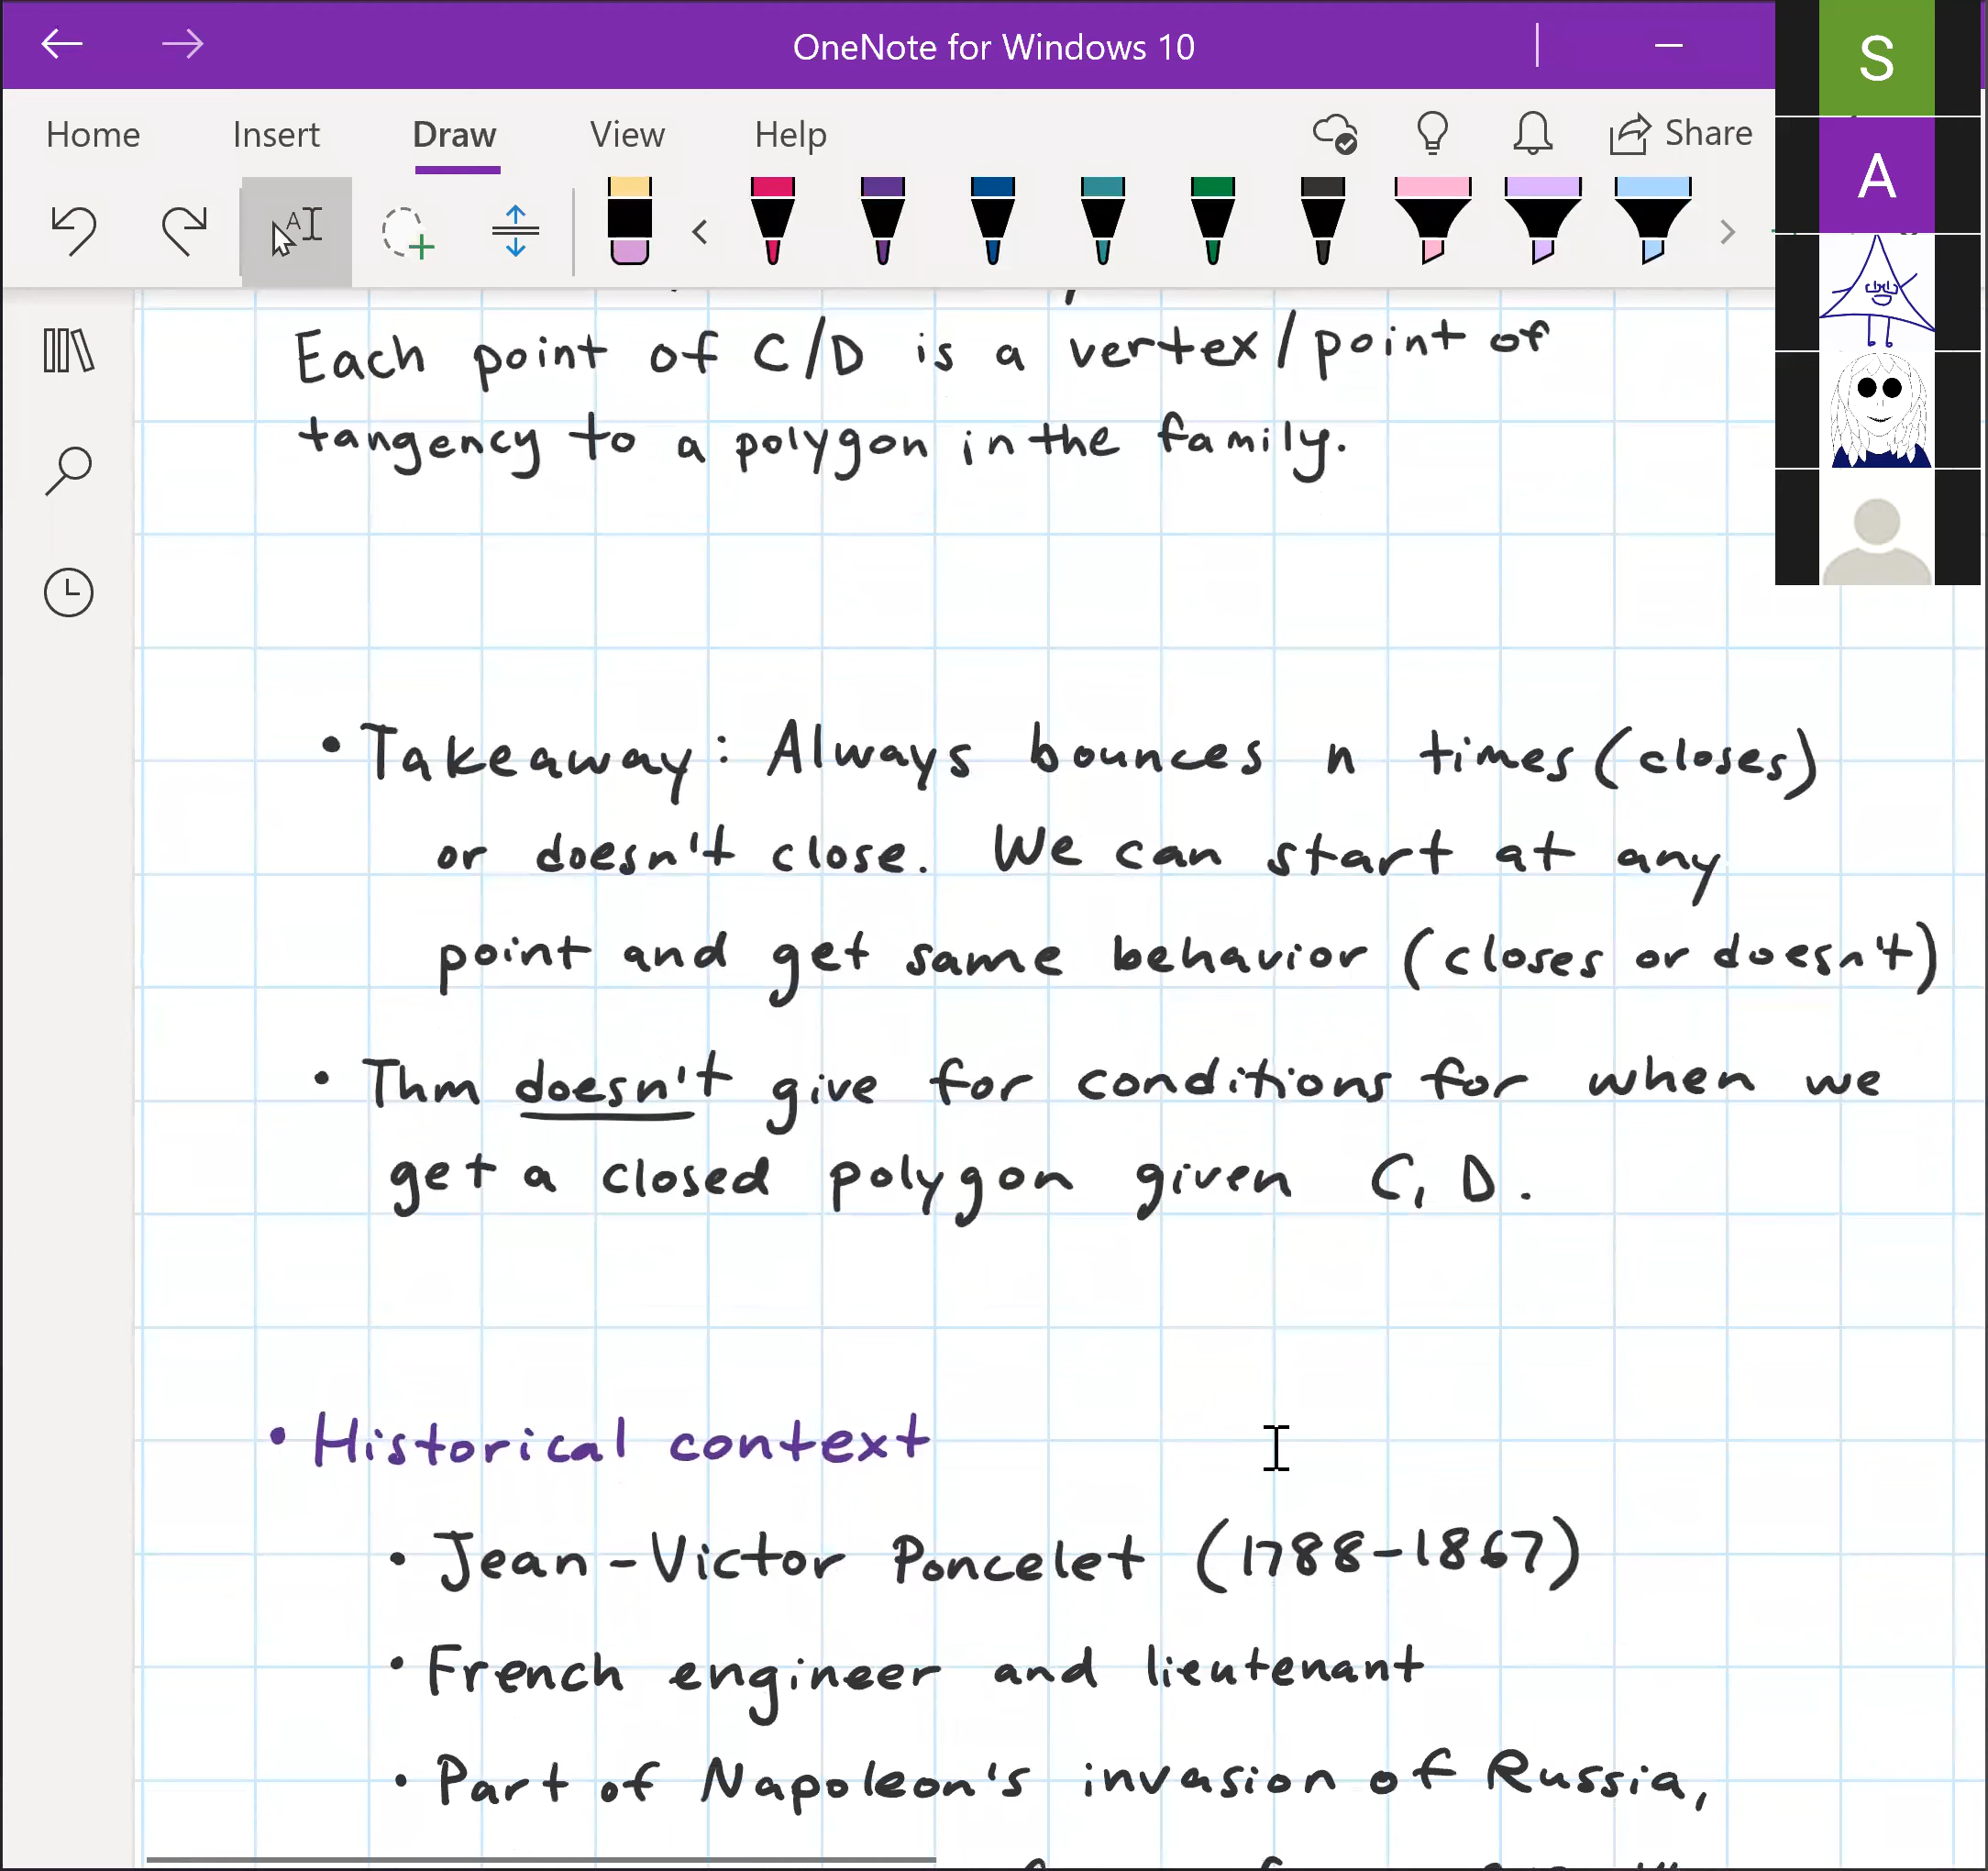 OneNote for Windows 10
S
Home Insert Draw View Help Share
A
Each point of C/D is a vertex/point of
tangency to a polygon in the family.
• Takeaway: Always bounces n times (closes)
or doesn't close. We can start at any
point and get same behavior (closes or doesn't)
• Thm doesn't give for conditions for when we
get a closed polygon given C, D.
• Historical context
• Jean-Victor Poncelet (1788-1867)
• French engineer and lieutenant
• Part of Napoleon's invasion of Russia,